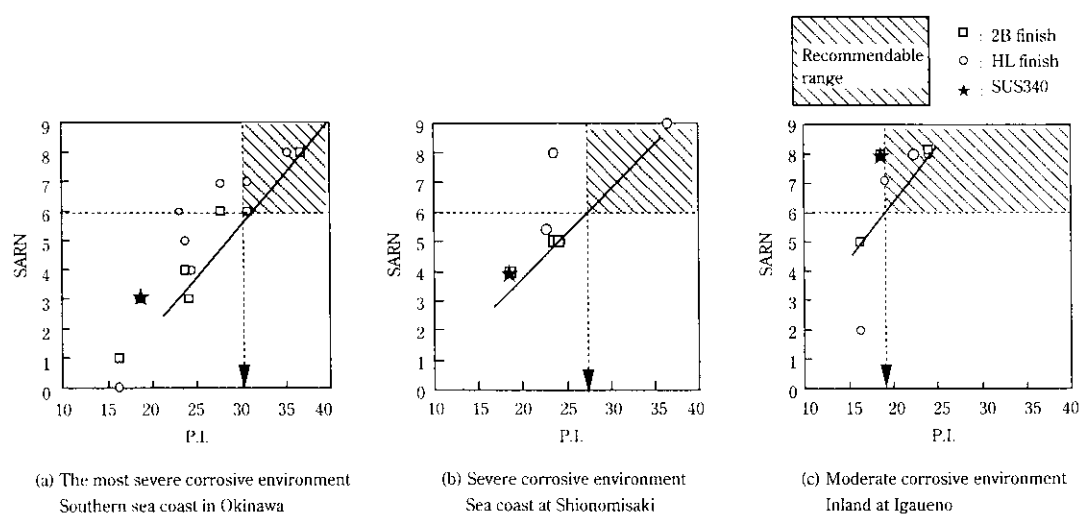 Recommendable
range
: 2B finish
: HL finish
: SUS340
9
8
7
6
5
4
3
2
1
0
SARN
10 15 20 25 30 35 40
P.I.
9
8
7
6
5
4
3
2
1
0
SARN
10 15 20 25 30 35 40
P.I.
9
8
7
6
5
4
3
2
1
0
SARN
10 15 20 25 30 35 40
P.I.
(a) The most severe corrosive environment
Southern sea coast in Okinawa
(b) Severe corrosive environment
Sea coast at Shionomisaki
(c) Moderate corrosive environment
Inland at Igaueno